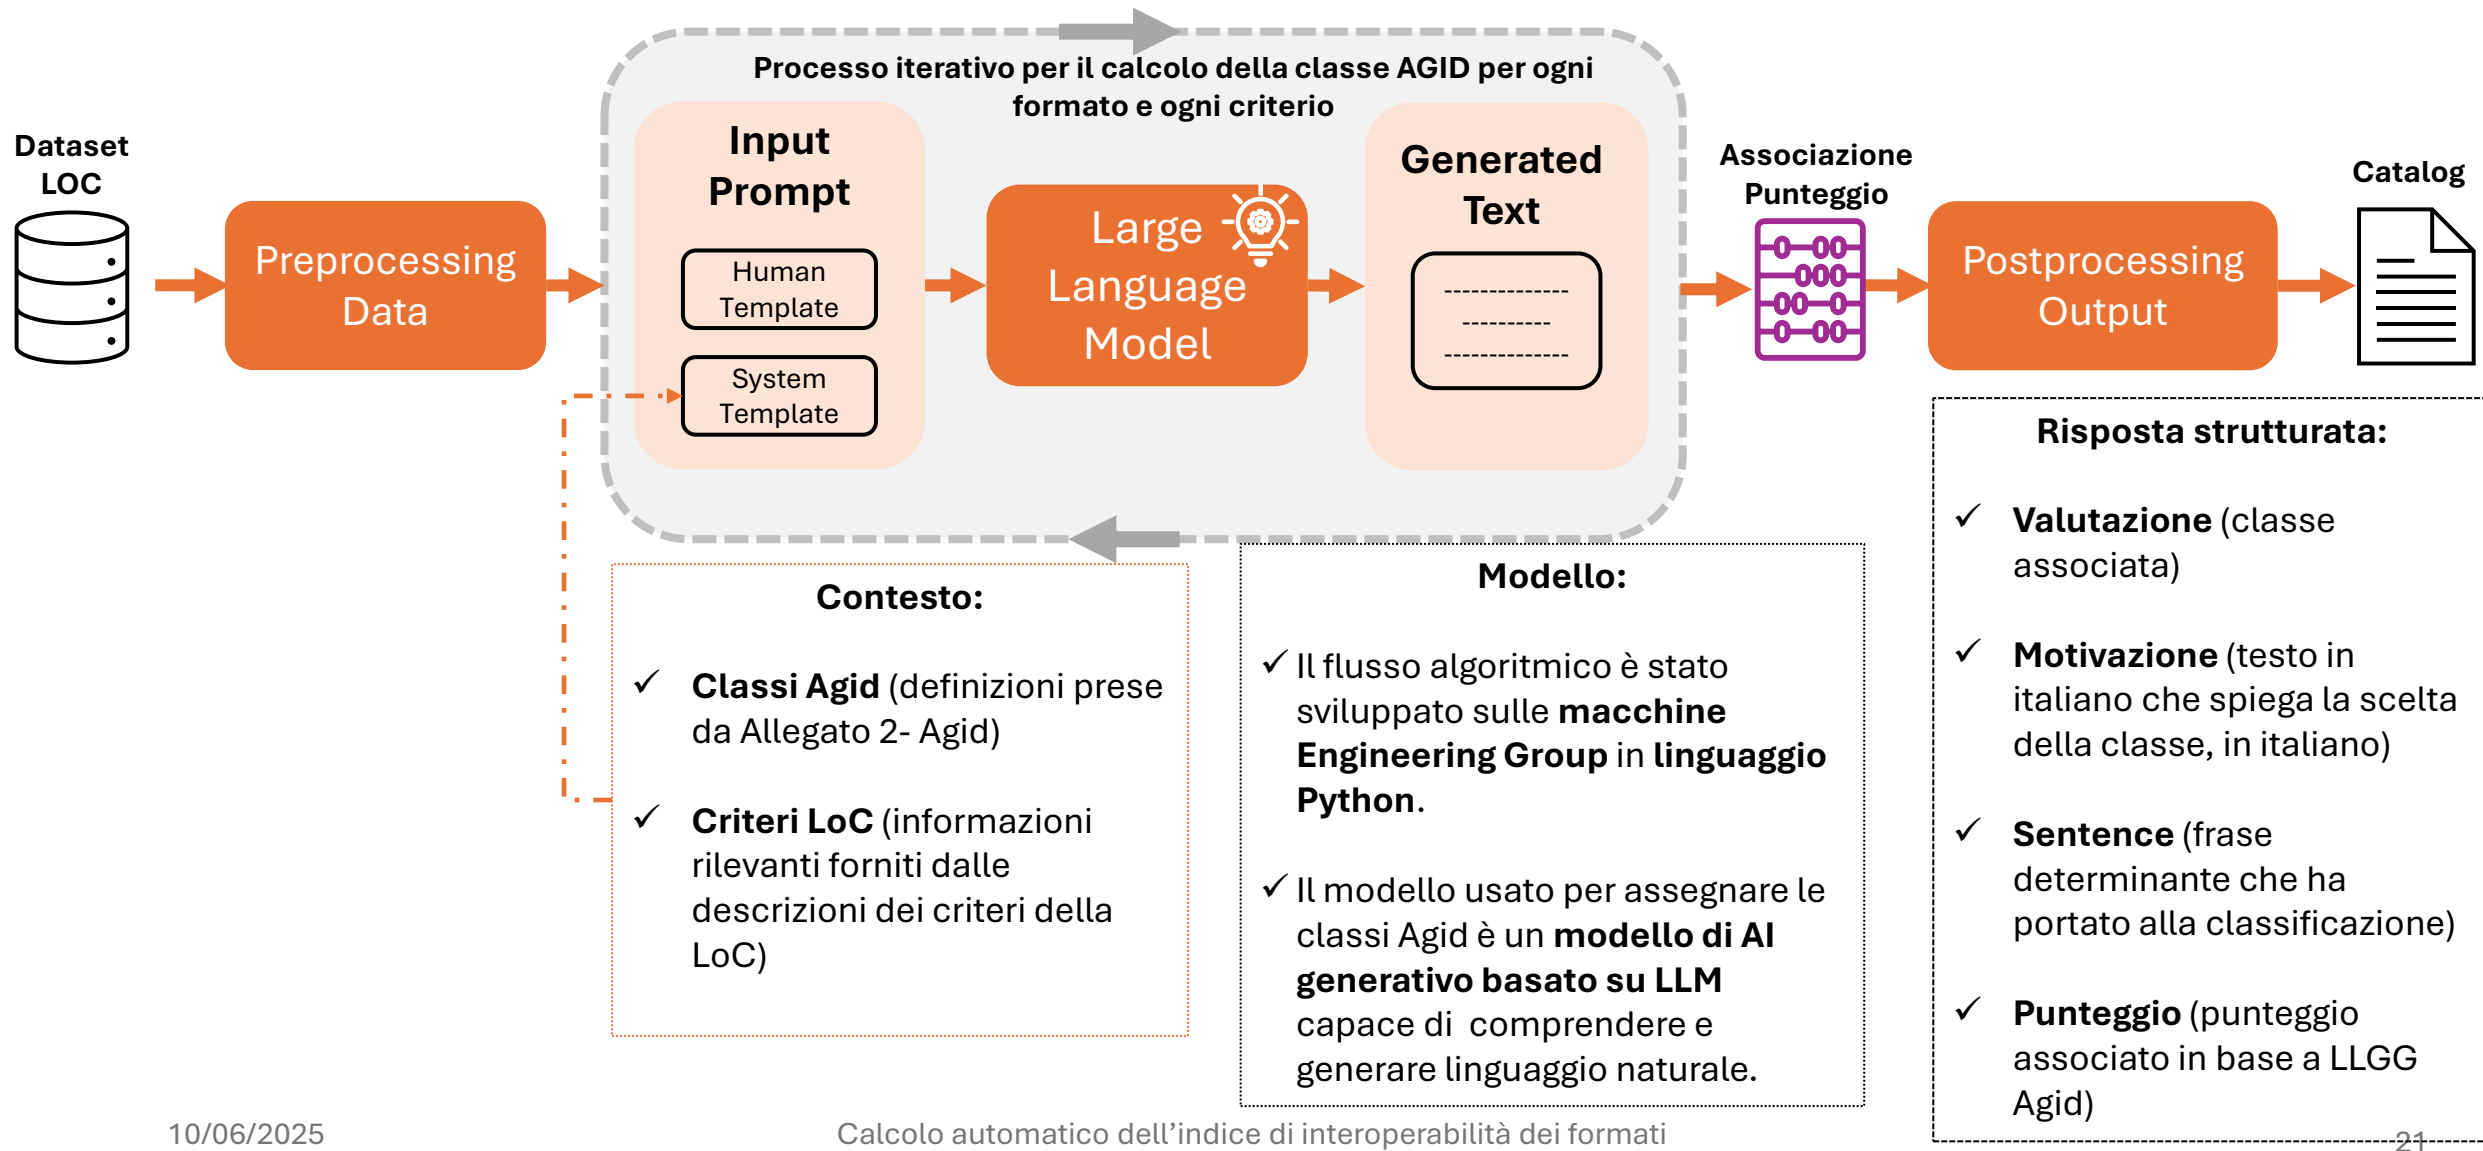 Processo iterativo per il calcolo della classe AGID per ogni
formato e ogni criterio
Dataset
LOC
Preprocessing
Data
Input
Prompt
Human
Template
System
Template
Large
Language
Model
Generated
Text
--------------
----------
--------------
Associazione
Punteggio
Postprocessing
Output
Catalog
Contesto:
✓ Classi Agid (definizioni prese
da Allegato 2- Agid)
✓ Criteri LoC (informazioni
rilevanti forniti dalle
descrizioni dei criteri della
LoC)
Modello:
✓ Il flusso algoritmico è stato
sviluppato sulle macchine
Engineering Group in linguaggio
Python.
✓ Il modello usato per assegnare le
classi Agid è un modello di AI
generativo basato su LLM
capace di comprendere e
generare linguaggio naturale.
Risposta strutturata:
✓ Valutazione (classe
associata)
✓ Motivazione (testo in
italiano che spiega la scelta
della classe, in italiano)
✓ Sentence (frase
determinante che ha
portato alla classificazione)
✓ Punteggio (punteggio
associato in base a LLGG
Agid)
10/06/2025
Calcolo automatico dell'indice di interoperabilità dei formati
21